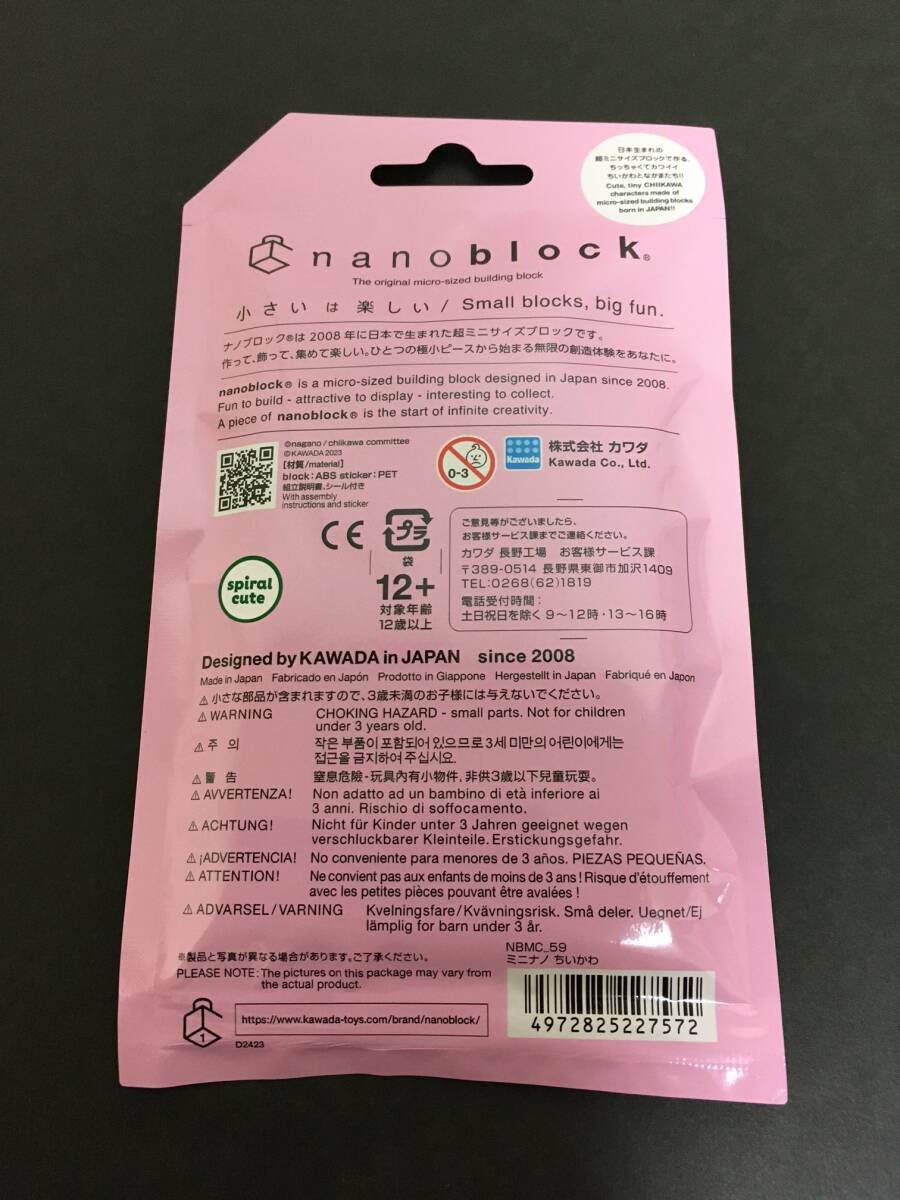 日本生まれの
超ミニサイズブロックで作る、
ちっちゃくてカワイイ
ちいかわとなかまたち!!
Cute, tiny CHIIKAWA
characters made of
micro-sized building blocks
born in JAPAN!!
nanoblock®
The original micro-sized building block
小さい は 楽しい / Small blocks, big fun.
ナノブロック®は2008年に日本で生まれた超ミニサイズブロックです。
作って、飾って、集めて楽しい。ひとつの極小ピースから始まる無限の創造体験をあなたに。
nanoblock® is a micro-sized building block designed in Japan since 2008.
Fun to build - attractive to display - interesting to collect.
A piece of nanoblock® is the start of infinite creativity.
©nagano / chiikawa committee
©KAWADA 2023
【材質/material】
block:ABS sticker:PET
組立説明書、シール付き
With assembly
instructions and sticker
0-3
Kawada
株式会社 カワダ
Kawada Co., Ltd.
CE
プラ
袋
12+
対象年齢
12歳以上
ご意見等がございましたら、
お客様サービス課までご連絡ください。
カワダ 長野工場 お客様サービス課
〒389-0514 長野県東御市加沢1409
TEL:0268(62)1819
電話受付時間:
土日祝日を除く 9~12時・13~16時
spiral
cute
Designed by KAWADA in JAPAN since 2008
Made in Japan Fabricado en Japón Prodotto in Giappone Hergestellt in Japan Fabriqué en Japon
⚠小さな部品が含まれますので、3歳未満のお子様には与えないでください。
⚠WARNING CHOKING HAZARD - small parts. Not for children
under 3 years old.
⚠주 의 작은 부품이 포함되어 있으므로 3세 미만의 어린이에게는
접근을 금지하여 주십시요.
⚠警 告 窒息危險-玩具內有小物件, 非供3歲以下兒童玩耍。
⚠AVVERTENZA! Non adatto ad un bambino di età inferiore ai
3 anni. Rischio di soffocamento.
⚠ACHTUNG! Nicht für Kinder unter 3 Jahren geeignet wegen
verschluckbarer Kleinteile. Erstickungsgefahr.
⚠¡ADVERTENCIA! No conveniente para menores de 3 años. PIEZAS PEQUEÑAS.
⚠ATTENTION! Ne convient pas aux enfants de moins de 3 ans ! Risque d'étouffement
avec les petites pièces pouvant être avalées !
⚠ADVARSEL/VARNING Kvelningsfare/Kvävningsrisk. Små deler. Uegnet/Ej
lämplig for barn under 3 år.
※製品と写真が異なる場合があります。ご了承ください。
PLEASE NOTE: The pictures on this package may vary from
the actual product.
NBMC_59
ミニナノ ちいかわ
4972825227572
1
https://www.kawada-toys.com/brand/nanoblock/
D2423